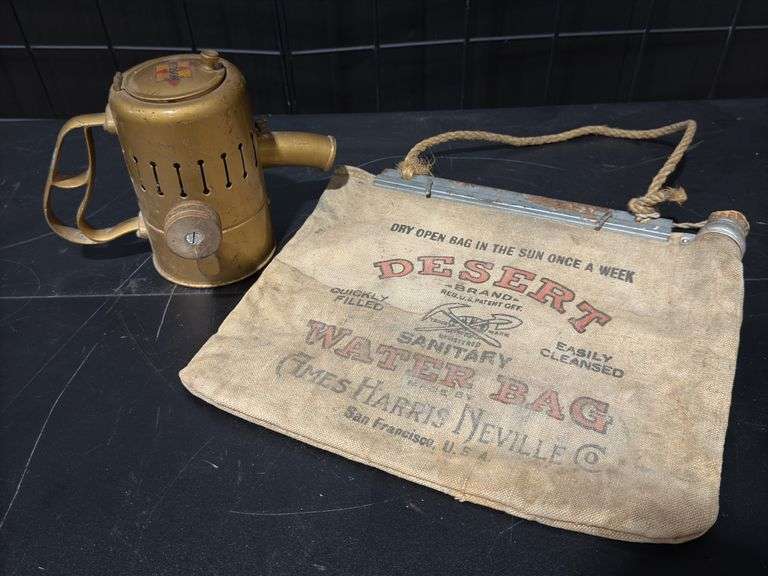 DRY OPEN BAG IN THE SUN ONCE A WEEK
DESERT
—BRAND—
REG. U.S. PATENT OFF.
QUICKLY
FILLED
EASILY
CLEANSED
SANITARY
WATER BAG
MADE BY
AMES HARRIS NEVILLE CO
San Francisco, U.S.A.